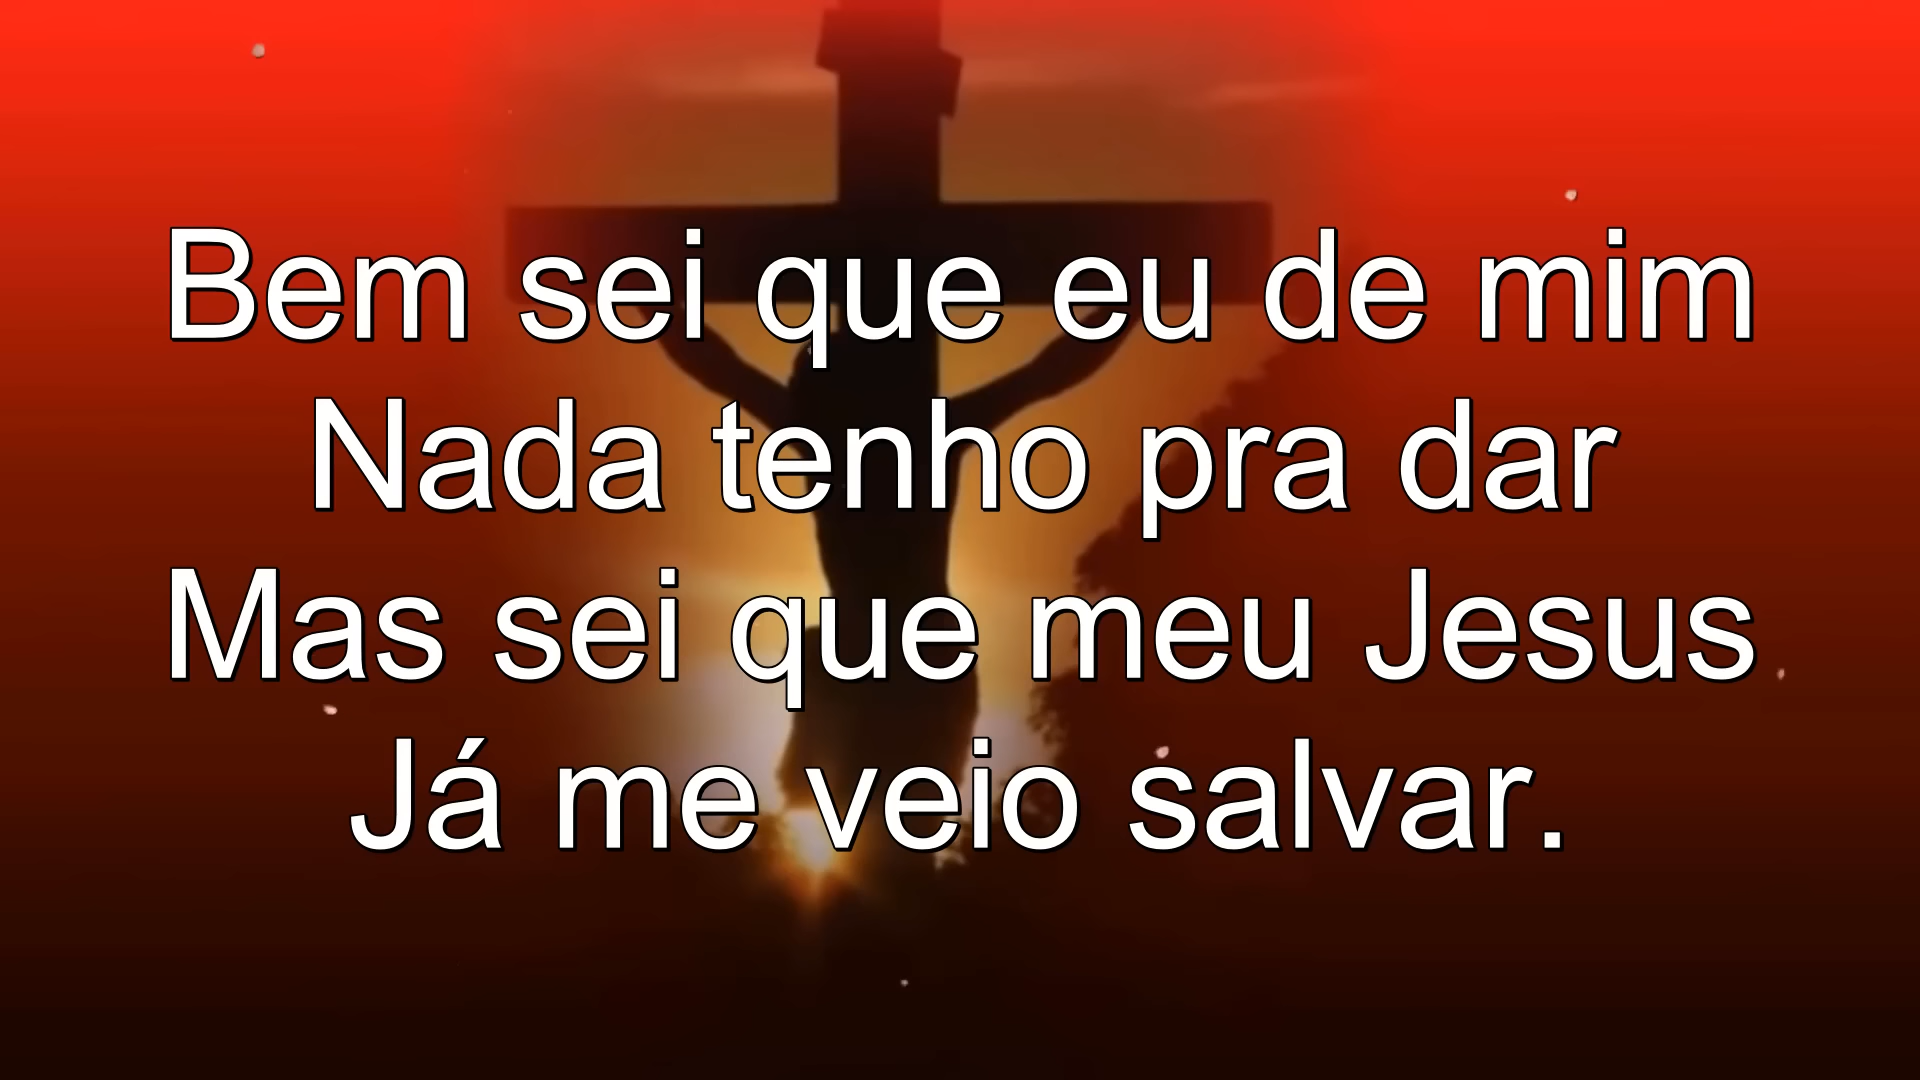 Bem sei que eu de mim
Nada tenho pra dar
Mas sei que meu Jesus
Já me veio salvar.